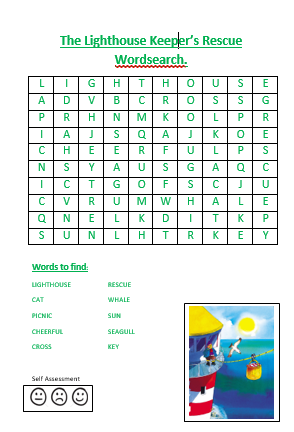 The Lighthouse Keeper's Rescue
Wordsearch.
L I G H T H O U S E
A D V B C R O S S G
P R H N M K O L P R
I A J S Q A J K O E
C H E E R F U L P S
N S Y A U S G A Q C
I C T G O F S C J U
C V R U M W H A L E
Q N E L K D I T K P
S U N L H T R K E Y
Words to find:
LIGHTHOUSE RESCUE
CAT WHALE
PICNIC SUN
CHEERFUL SEAGULL
CROSS KEY
Self Assessment